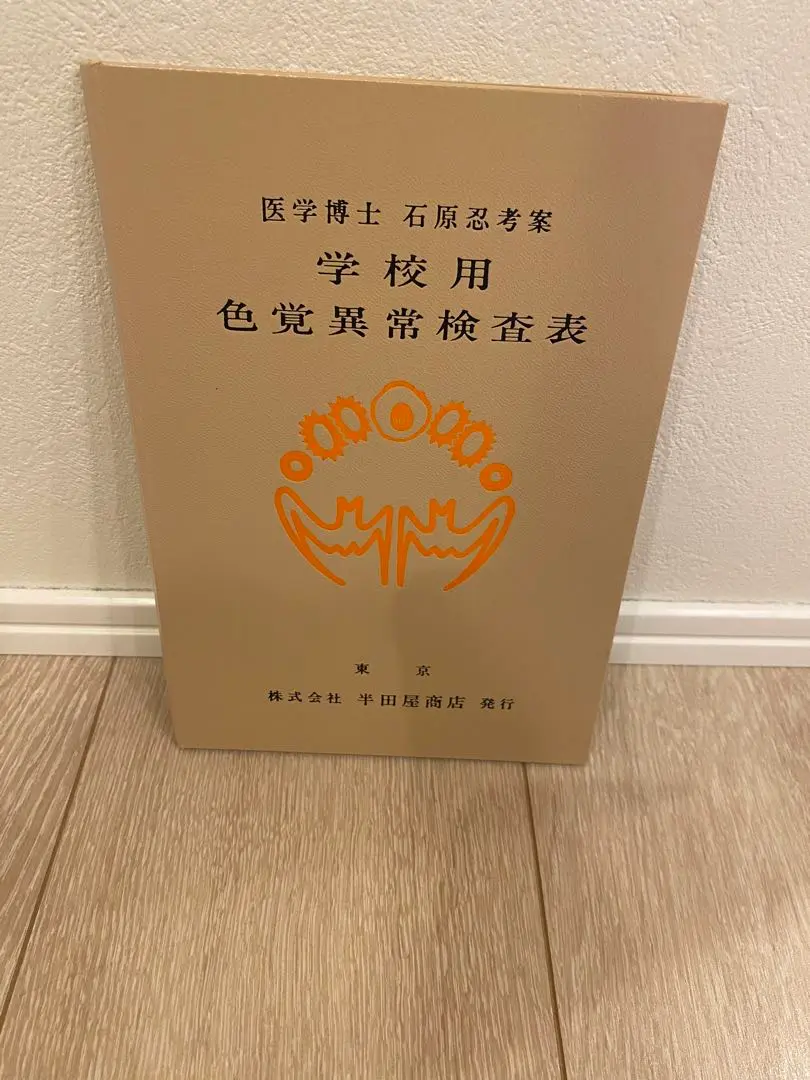 医学博士 石原忍考案
学校用
色覚異常検査表
東京
株式会社 半田屋商店 発行